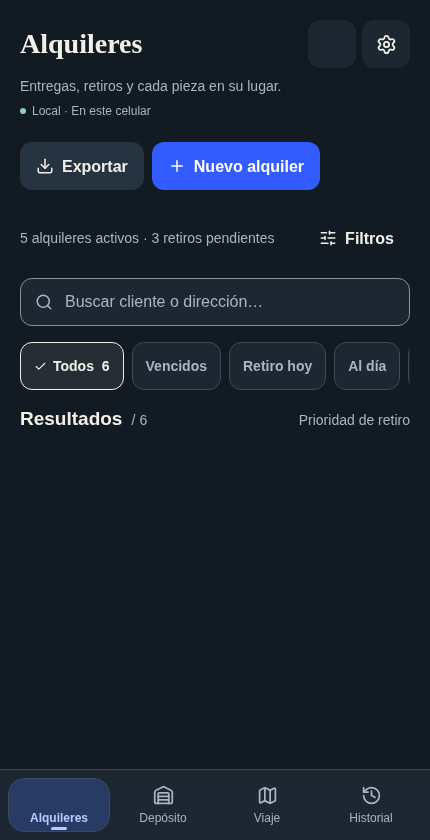 Alquileres
Entregas, retiros y cada pieza en su lugar.
Local · En este celular
Exportar
Nuevo alquiler
5 alquileres activos · 3 retiros pendientes
Filtros
Buscar cliente o dirección…
Todos 6
Vencidos
Retiro hoy
Al día
Resultados / 6
Prioridad de retiro
Alquileres
Depósito
Viaje
Historial